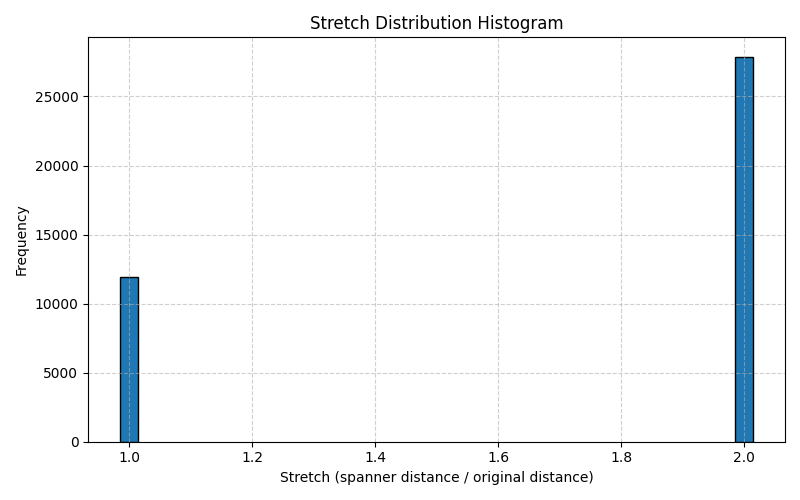 Stretch Distribution Histogram
25000
20000
15000
10000
5000
0
Frequency
1.0 1.2 1.4 1.6 1.8 2.0
Stretch (spanner distance / original distance)